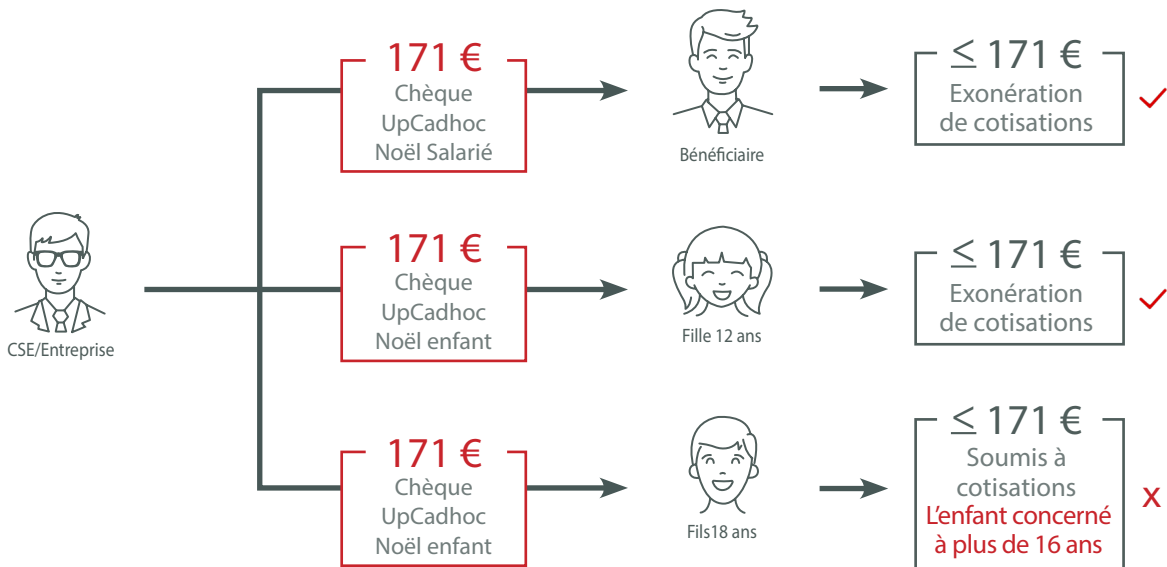 171 €
Chèque
UpCadhoc
Noël Salarié
Bénéficiaire
≤ 171 €
Exonération
de cotisations
CSE/Entreprise
171 €
Chèque
UpCadhoc
Noël enfant
Fille 12 ans
≤ 171 €
Exonération
de cotisations
171 €
Chèque
UpCadhoc
Noël enfant
Fils18 ans
≤ 171 €
Soumis à
cotisations
L'enfant concerné
à plus de 16 ans
x